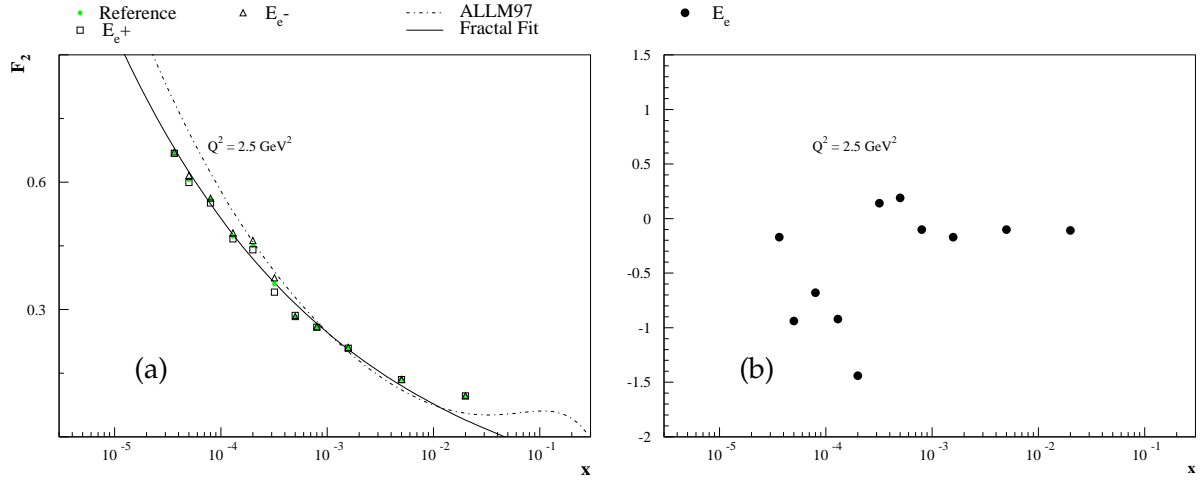 Reference
E_e-
ALLM97
E_e+
Fractal Fit
F_2
0.6
0.3
Q^2 = 2.5 GeV^2
(a)
10^-5
10^-4
10^-3
10^-2
10^-1
x
E_e
1.5
1
0.5
0
-0.5
-1
-1.5
-2
Q^2 = 2.5 GeV^2
(b)
10^-5
10^-4
10^-3
10^-2
10^-1
x